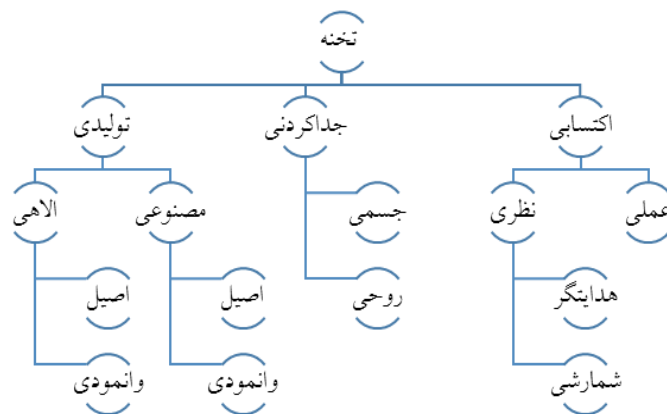 تخنه
اکتسابی
جداکردنی
تولیدی
عملی
نظری
جسمی
مصنوعی
الاهی
هدایتگر
روحی
اصیل
اصیل
شمارشی
وانمودی
وانمودی